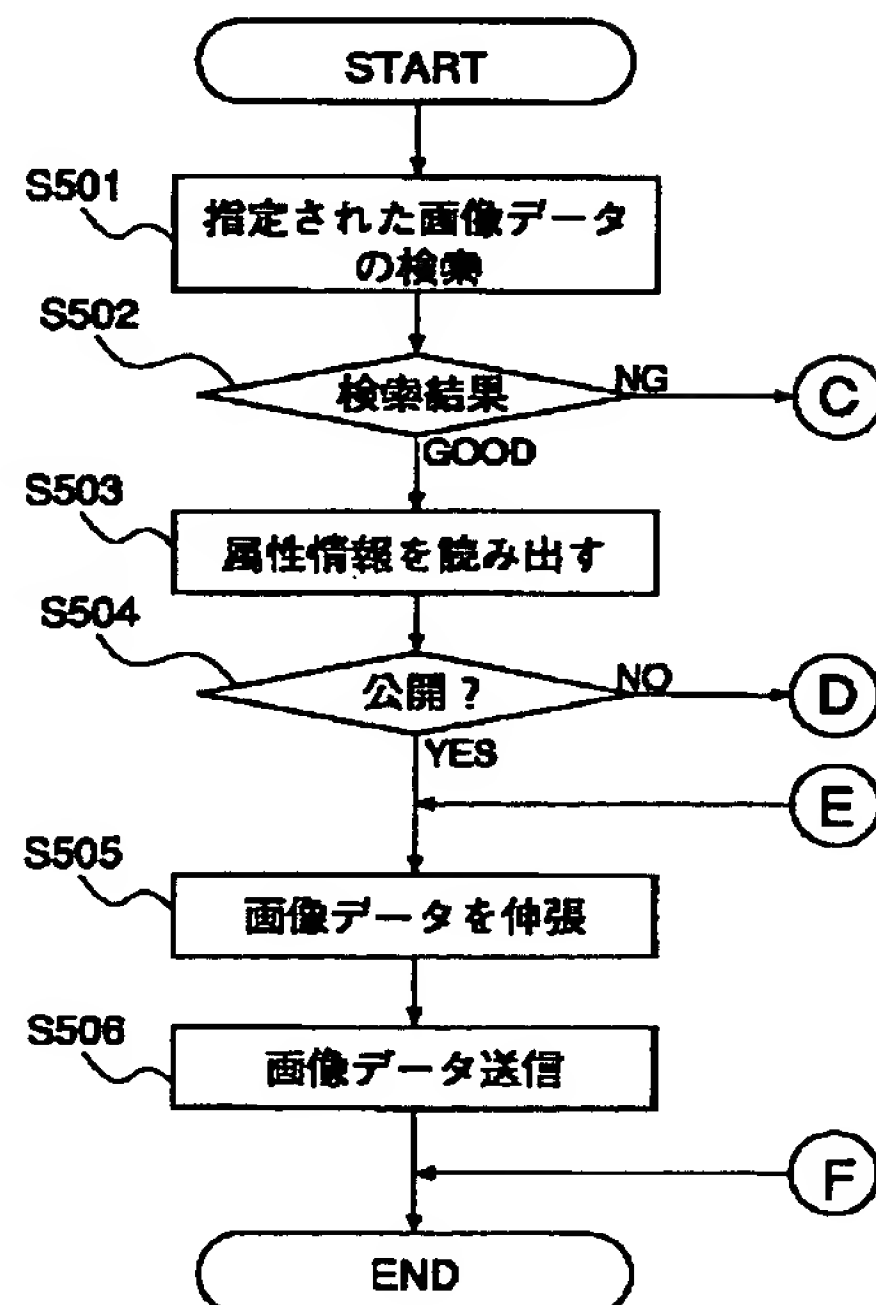 START
S501
指定された画像データ
の検索
S502
検索結果
NG
C
GOOD
S503
属性情報を読み出す
S504
公開?
NO
D
YES
E
S505
画像データを伸張
S506
画像データ送信
F
END